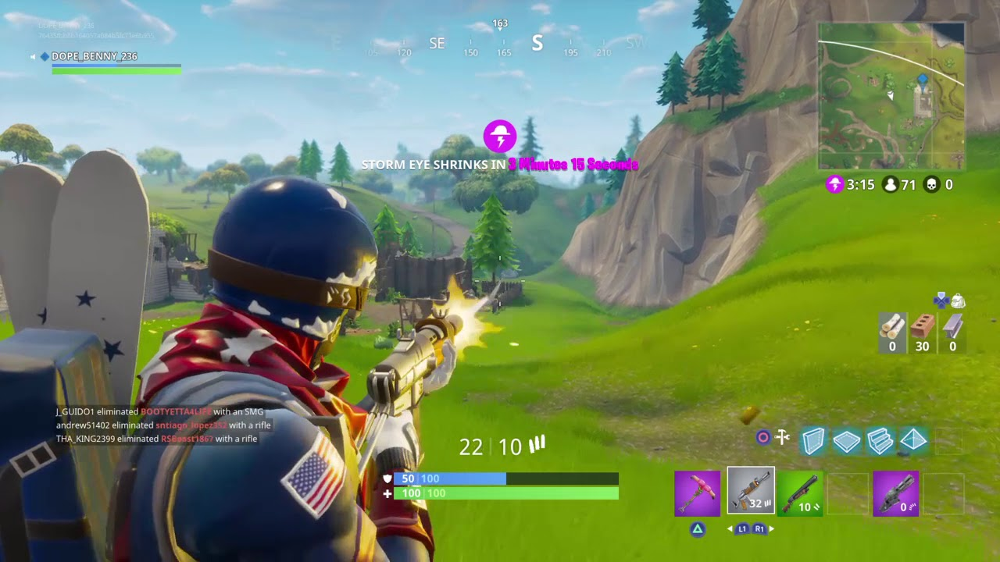 163
E 105 120 SE 150 165 S 195 210 SW
DOPE_BENNY_236
STORM EYE SHRINKS IN 3 Minutes 15 Seconds
3:15 71 0
0 30 0
J_GUIDO1 eliminated BOOTYETTA4LIFE with an SMG
andrew51402 eliminated sntiago_lopez352 with a rifle
THA_KING2399 eliminated RSBeast1867 with a rifle
22 | 10
50 | 100
100 | 100
32 10 0
L1 R1